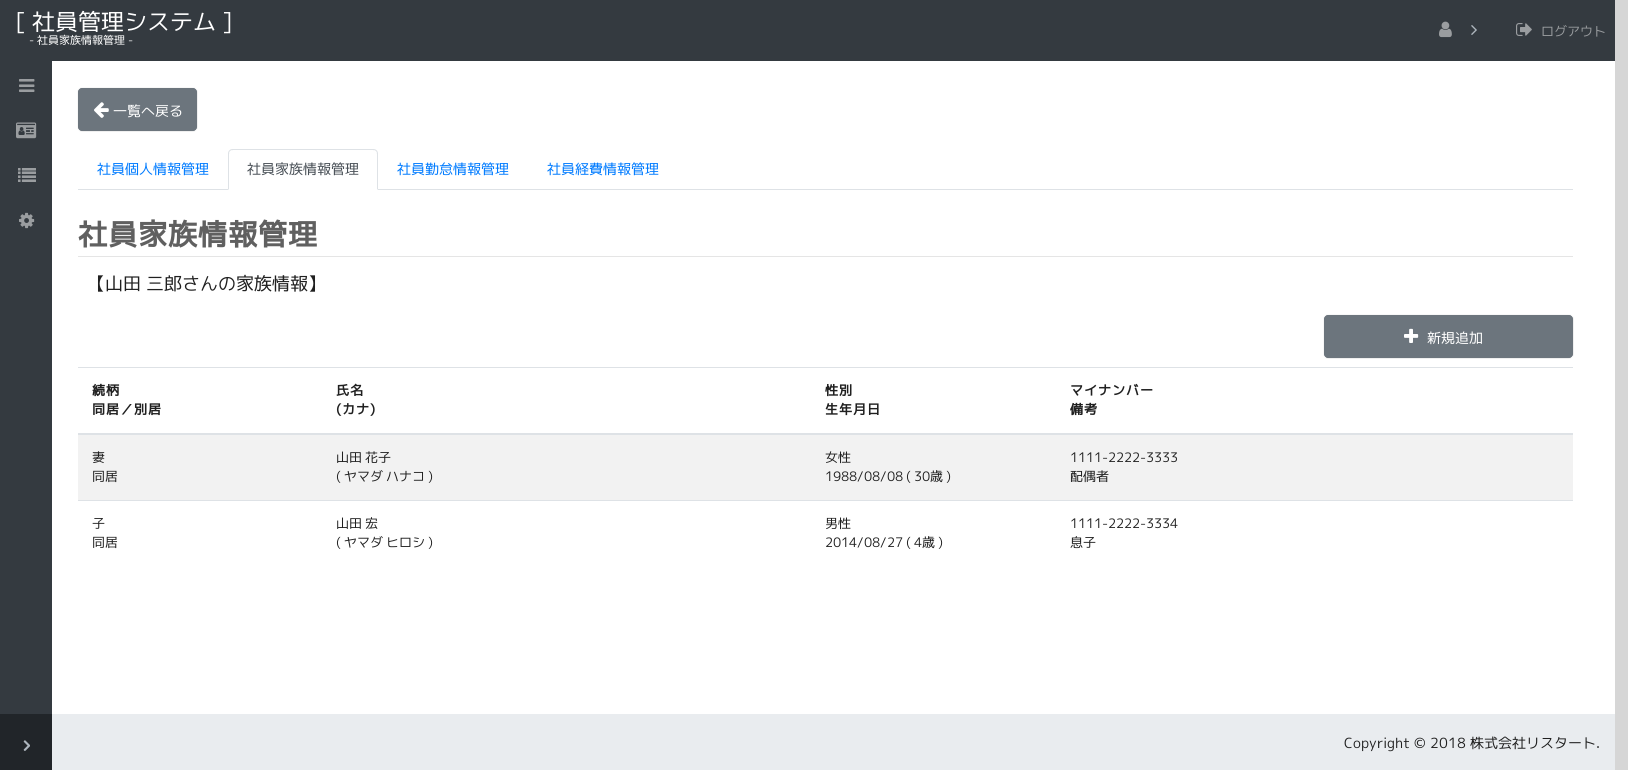 [ 社員管理システム ]
- 社員家族情報管理 -
ログアウト
一覧へ戻る
社員個人情報管理 社員家族情報管理 社員勤怠情報管理 社員経費情報管理
社員家族情報管理
【山田 三郎さんの家族情報】
新規追加
続柄 氏名 性別 マイナンバー
同居／別居 (カナ) 生年月日 備考
妻 山田 花子 女性 1111-2222-3333
同居 ( ヤマダ ハナコ ) 1988/08/08 ( 30歳 ) 配偶者
子 山田 宏 男性 1111-2222-3334
同居 ( ヤマダ ヒロシ ) 2014/08/27 ( 4歳 ) 息子
Copyright © 2018 株式会社リスタート.